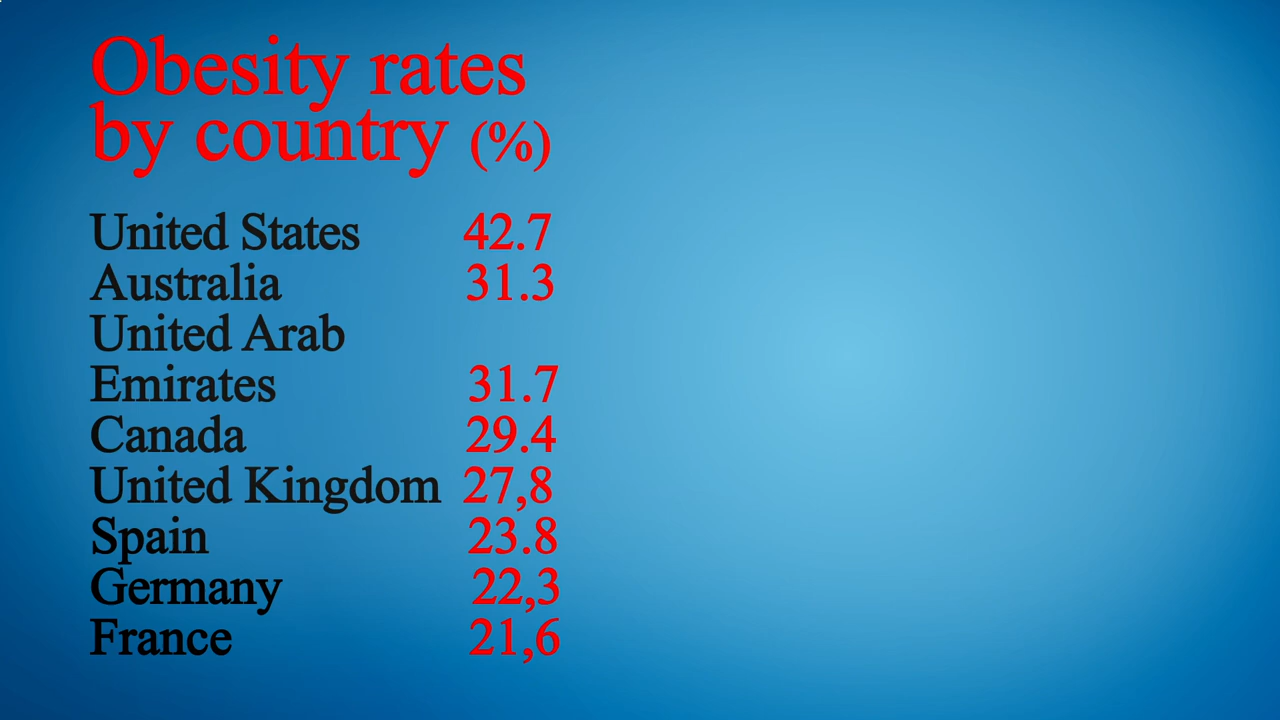 Obesity rates
by country (%)
United States 42.7
Australia 31.3
United Arab
Emirates 31.7
Canada 29.4
United Kingdom 27,8
Spain 23.8
Germany 22,3
France 21,6